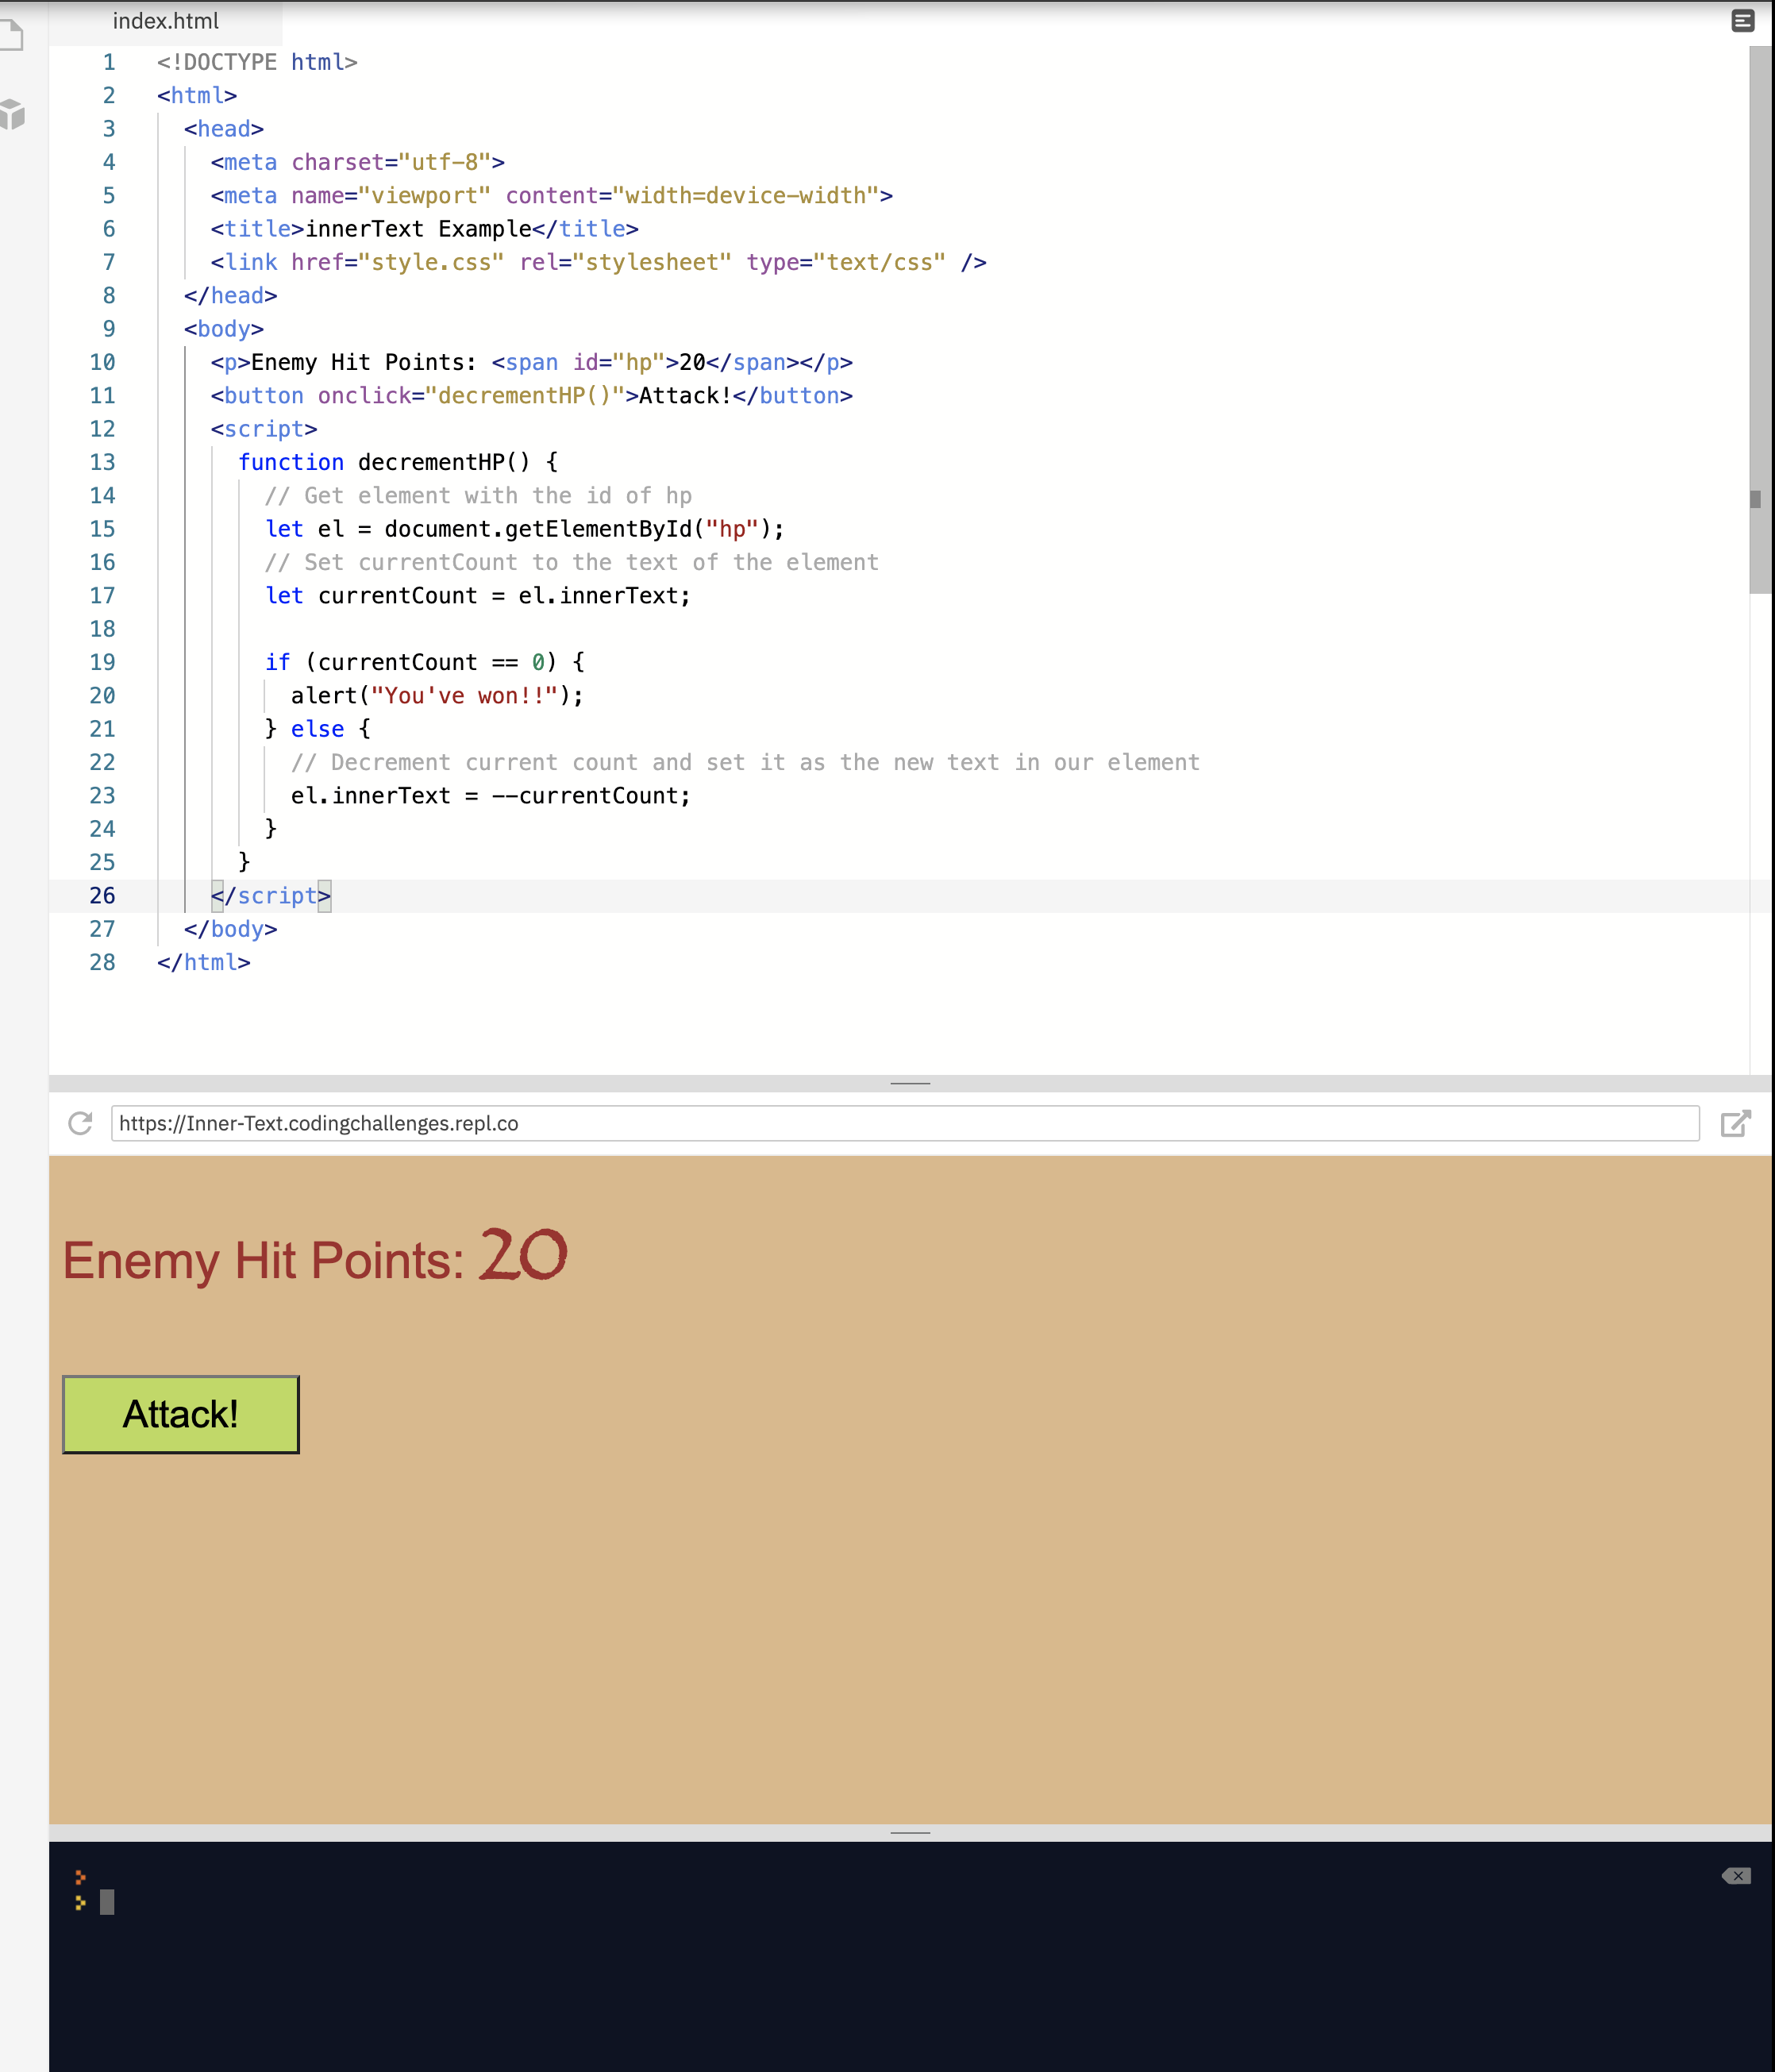 index.html
1 <!DOCTYPE html>
2 <html>
3 <head>
4 <meta charset="utf-8">
5 <meta name="viewport" content="width=device-width">
6 <title>innerText Example</title>
7 <link href="style.css" rel="stylesheet" type="text/css" />
8 </head>
9 <body>
10 <p>Enemy Hit Points: <span id="hp">20</span></p>
11 <button onclick="decrementHP()">Attack!</button>
12 <script>
13 function decrementHP() {
14 // Get element with the id of hp
15 let el = document.getElementById("hp");
16 // Set currentCount to the text of the element
17 let currentCount = el.innerText;
18
19 if (currentCount == 0) {
20 alert("You've won!!");
21 } else {
22 // Decrement current count and set it as the new text in our element
23 el.innerText = --currentCount;
24 }
25 }
26 </script>
27 </body>
28 </html>
https://Inner-Text.codingchallenges.repl.co
Enemy Hit Points: 20
Attack!